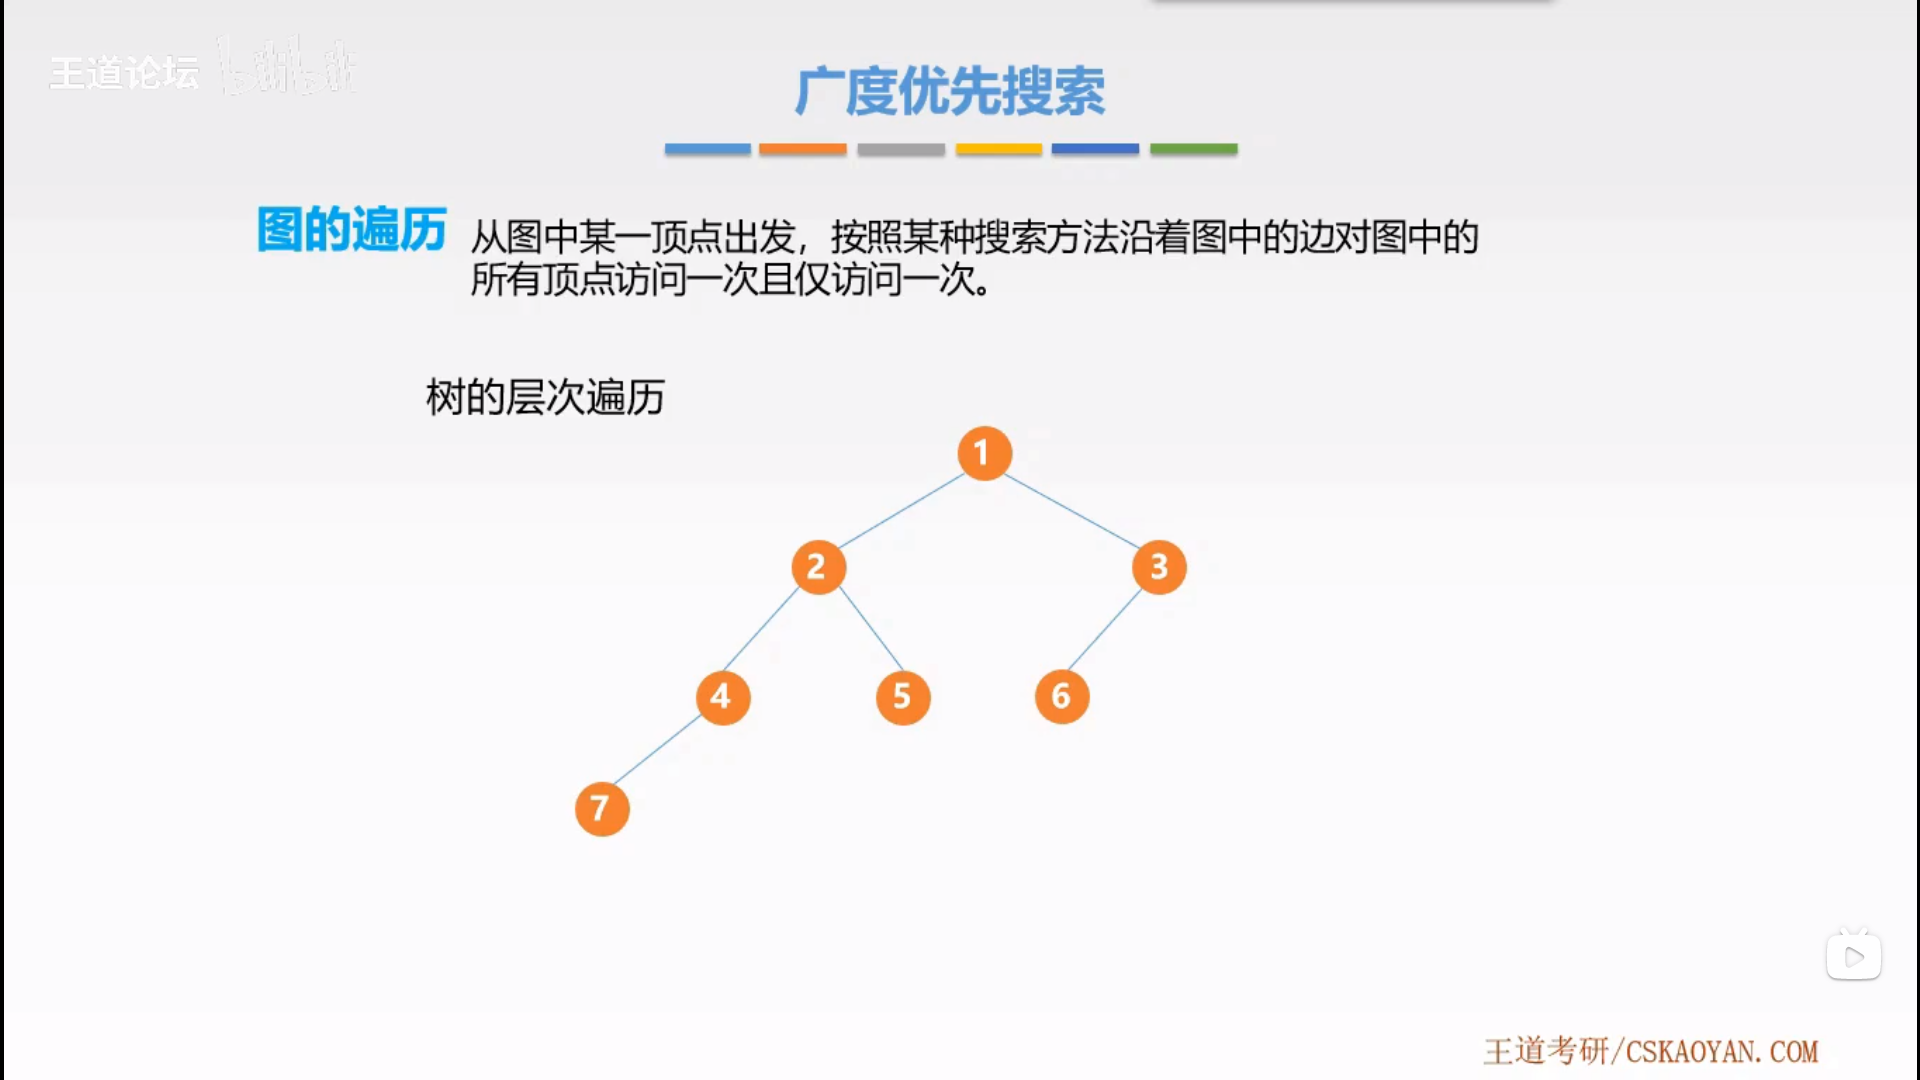 王道论坛 bilibili
广度优先搜索
图的遍历 从图中某一顶点出发，按照某种搜索方法沿着图中的边对图中的
所有顶点访问一次且仅访问一次。
树的层次遍历
1
2 3
4 5 6
7
王道考研/CSKAOYAN.COM